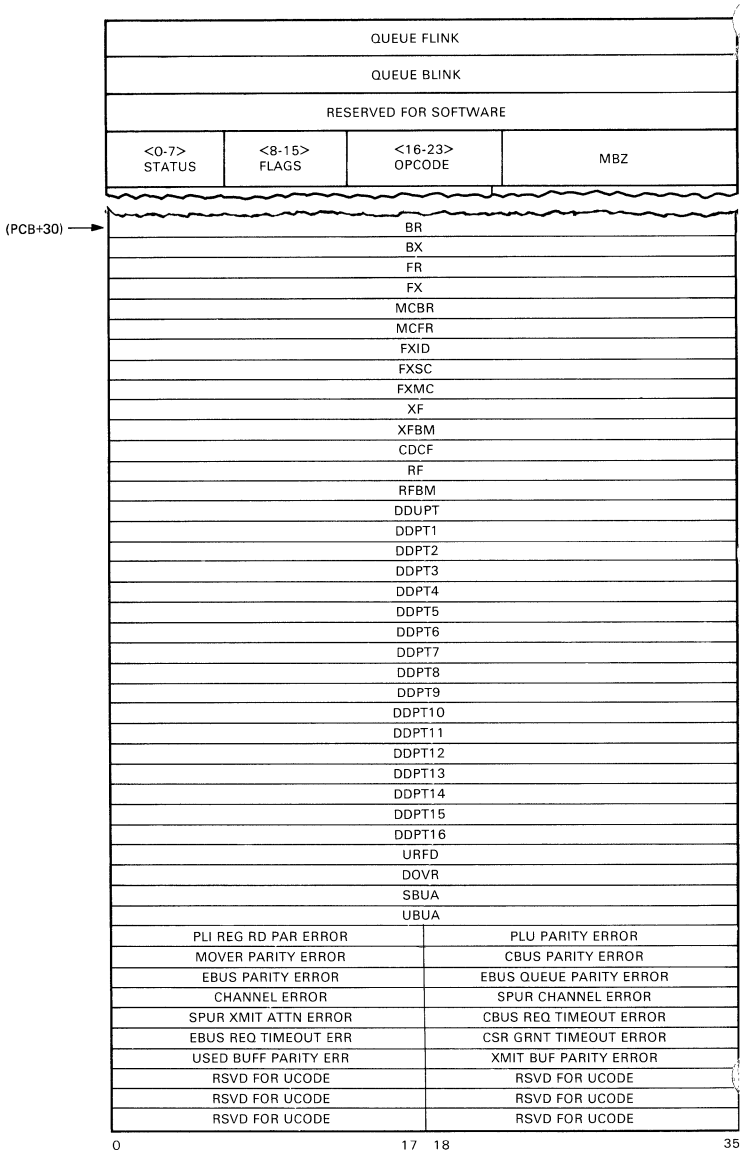 QUEUE FLINK
QUEUE BLINK
RESERVED FOR SOFTWARE
<0-7> <8-15> <16-23>
STATUS FLAGS OPCODE MBZ
(PCB+30)
BR
BX
FR
FX
MCBR
MCFR
FXID
FXSC
FXMC
XF
XFBM
CDCF
RF
RFBM
DDUPT
DDPT1
DDPT2
DDPT3
DDPT4
DDPT5
DDPT6
DDPT7
DDPT8
DDPT9
DDPT10
DDPT11
DDPT12
DDPT13
DDPT14
DDPT15
DDPT16
URFD
DOVR
SBUA
UBUA
PLI REG RD PAR ERROR PLU PARITY ERROR
MOVER PARITY ERROR CBUS PARITY ERROR
EBUS PARITY ERROR EBUS QUEUE PARITY ERROR
CHANNEL ERROR SPUR CHANNEL ERROR
SPUR XMIT ATTN ERROR CBUS REQ TIMEOUT ERROR
EBUS REQ TIMEOUT ERR CSR GRNT TIMEOUT ERROR
USED BUFF PARITY ERR XMIT BUF PARITY ERROR
RSVD FOR UCODE RSVD FOR UCODE
RSVD FOR UCODE RSVD FOR UCODE
RSVD FOR UCODE RSVD FOR UCODE
0 17 18 35